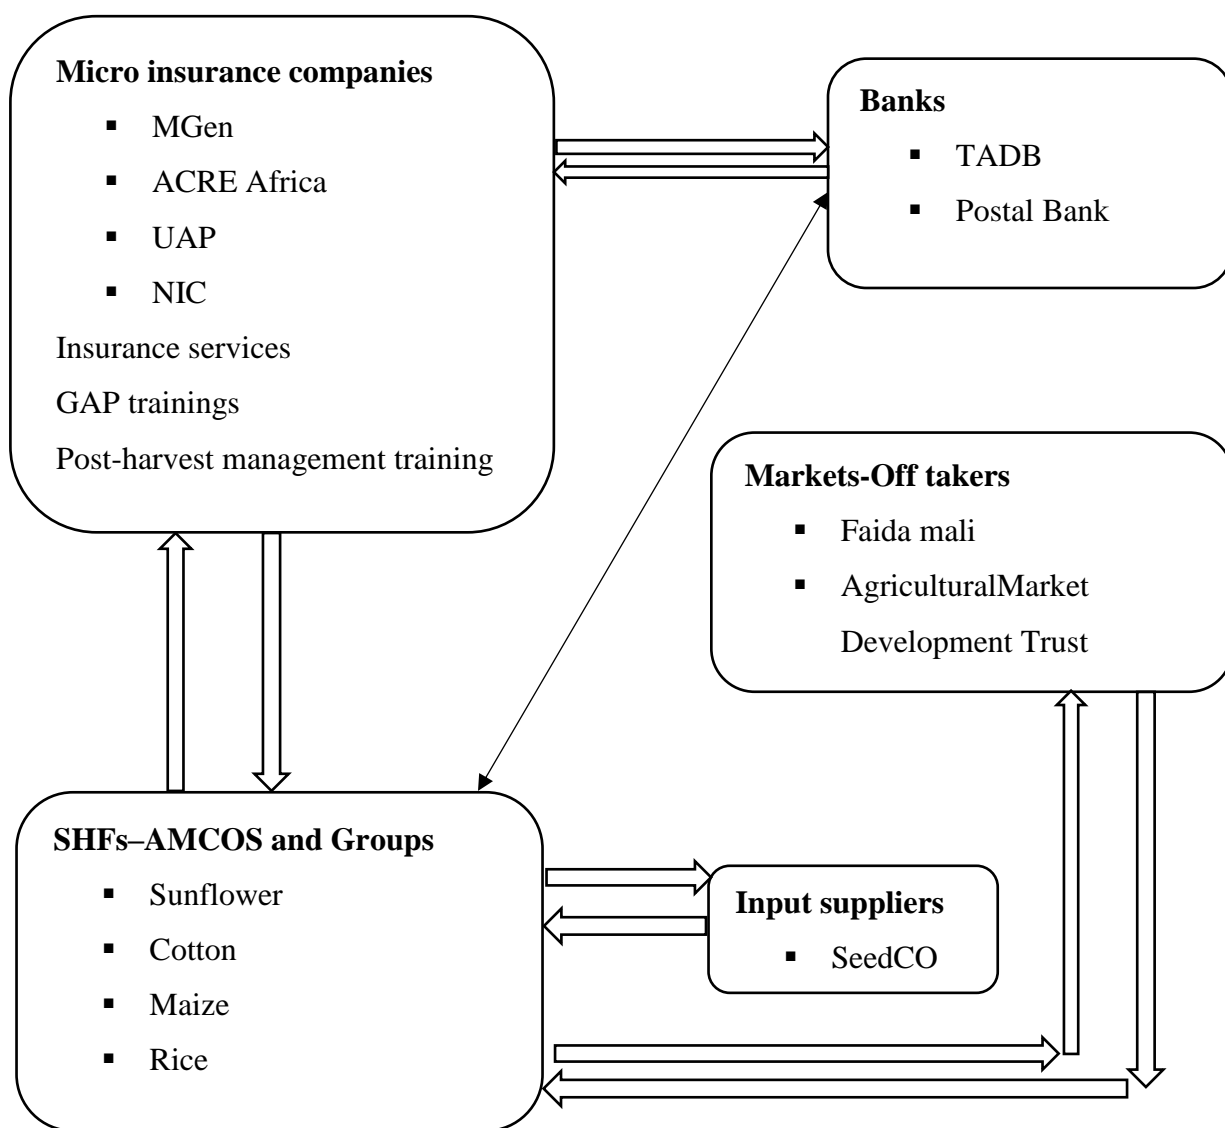 Micro insurance companies
▪ MGen
▪ ACRE Africa
▪ UAP
▪ NIC
Insurance services
GAP trainings
Post-harvest management training
Banks
▪ TADB
▪ Postal Bank
Markets-Off takers
▪ Faida mali
▪ AgriculturalMarket
Development Trust
SHFs–AMCOS and Groups
▪ Sunflower
▪ Cotton
▪ Maize
▪ Rice
Input suppliers
▪ SeedCO